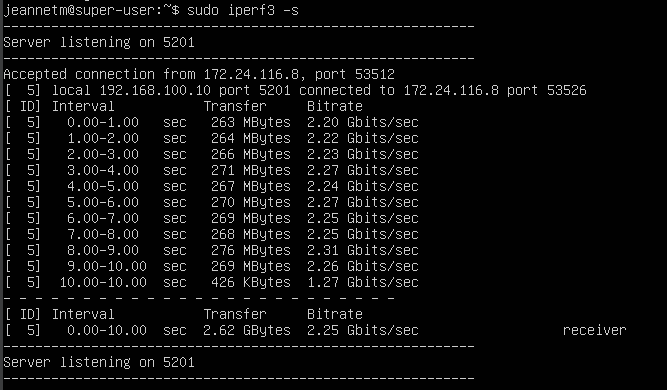 jeannetm@super-user:~$ sudo iperf3 -s
-----------------------------------------------------------
Server listening on 5201
-----------------------------------------------------------
Accepted connection from 172.24.116.8, port 53512
[  5] local 192.168.100.10 port 5201 connected to 172.24.116.8 port 53526
[ ID] Interval           Transfer     Bitrate
[  5]   0.00-1.00   sec   263 MBytes  2.20 Gbits/sec
[  5]   1.00-2.00   sec   264 MBytes  2.22 Gbits/sec
[  5]   2.00-3.00   sec   266 MBytes  2.23 Gbits/sec
[  5]   3.00-4.00   sec   271 MBytes  2.27 Gbits/sec
[  5]   4.00-5.00   sec   267 MBytes  2.24 Gbits/sec
[  5]   5.00-6.00   sec   270 MBytes  2.27 Gbits/sec
[  5]   6.00-7.00   sec   269 MBytes  2.25 Gbits/sec
[  5]   7.00-8.00   sec   268 MBytes  2.25 Gbits/sec
[  5]   8.00-9.00   sec   276 MBytes  2.31 Gbits/sec
[  5]   9.00-10.00  sec   269 MBytes  2.26 Gbits/sec
[  5]  10.00-10.00  sec   426 KBytes  1.27 Gbits/sec
- - - - - - - - - - - - - - - - - - - - - - - - -
[ ID] Interval           Transfer     Bitrate
[  5]   0.00-10.00  sec  2.62 GBytes  2.25 Gbits/sec                  receiver
-----------------------------------------------------------
Server listening on 5201
-----------------------------------------------------------